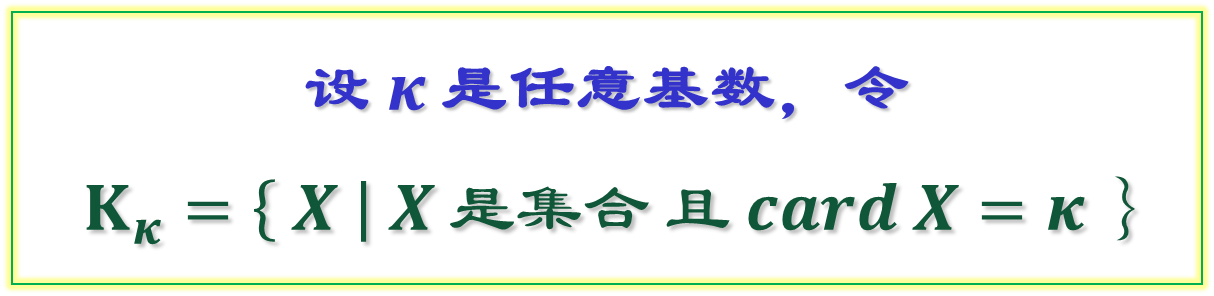 设 κ 是任意基数，令
K_κ = { X | X 是集合 且 card X = κ }